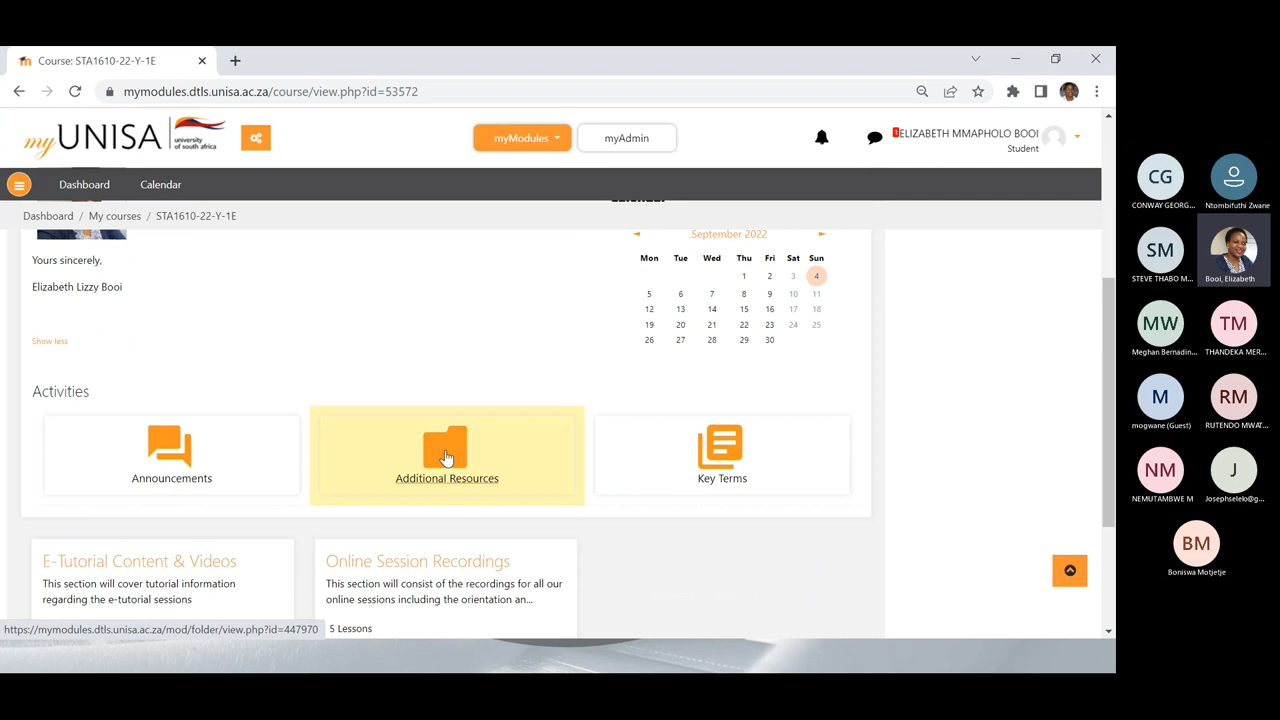 Course: STA1610-22-Y-1E
mymodules.dtls.unisa.ac.za/course/view.php?id=53572
myUNISA
university
of south africa
myModules
myAdmin
1
ELIZABETH MMAPHOLO BOOI
Student
Dashboard
Calendar
Dashboard / My courses / STA1610-22-Y-1E
September 2022
Mon Tue Wed Thu Fri Sat Sun
1 2 3 4
5 6 7 8 9 10 11
12 13 14 15 16 17 18
19 20 21 22 23 24 25
26 27 28 29 30
Yours sincerely,
Elizabeth Lizzy Booi
Show less
Activities
Announcements
Additional Resources
Key Terms
E-Tutorial Content & Videos
This section will cover tutorial information
regarding the e-tutorial sessions
Online Session Recordings
This section will consist of the recordings for all our
online sessions including the orientation an...
5 Lessons
https://mymodules.dtls.unisa.ac.za/mod/folder/view.php?id=447970
CG
CONWAY GEORG...
Ntombifuthi Zwane
SM
STEVE THABO M...
Booi, Elizabeth
MW
Meghan Bernadin...
TM
THANDEKA MER...
M
mogwane (Guest)
RM
RUTENDO MWAT...
NM
NEMUTAMBWE M
J
Josephselelo@g...
BM
Boniswa Motjetje